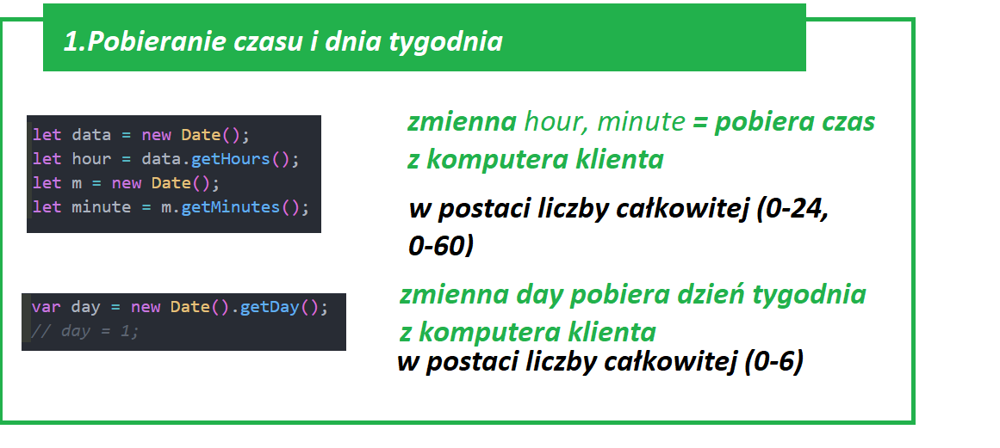 1.Pobieranie czasu i dnia tygodnia
let data = new Date();
let hour = data.getHours();
let m = new Date();
let minute = m.getMinutes();
zmienna hour, minute = pobiera czas
z komputera klienta
w postaci liczby całkowitej (0-24,
0-60)
var day = new Date().getDay();
// day = 1;
zmienna day pobiera dzień tygodnia
z komputera klienta
w postaci liczby całkowitej (0-6)